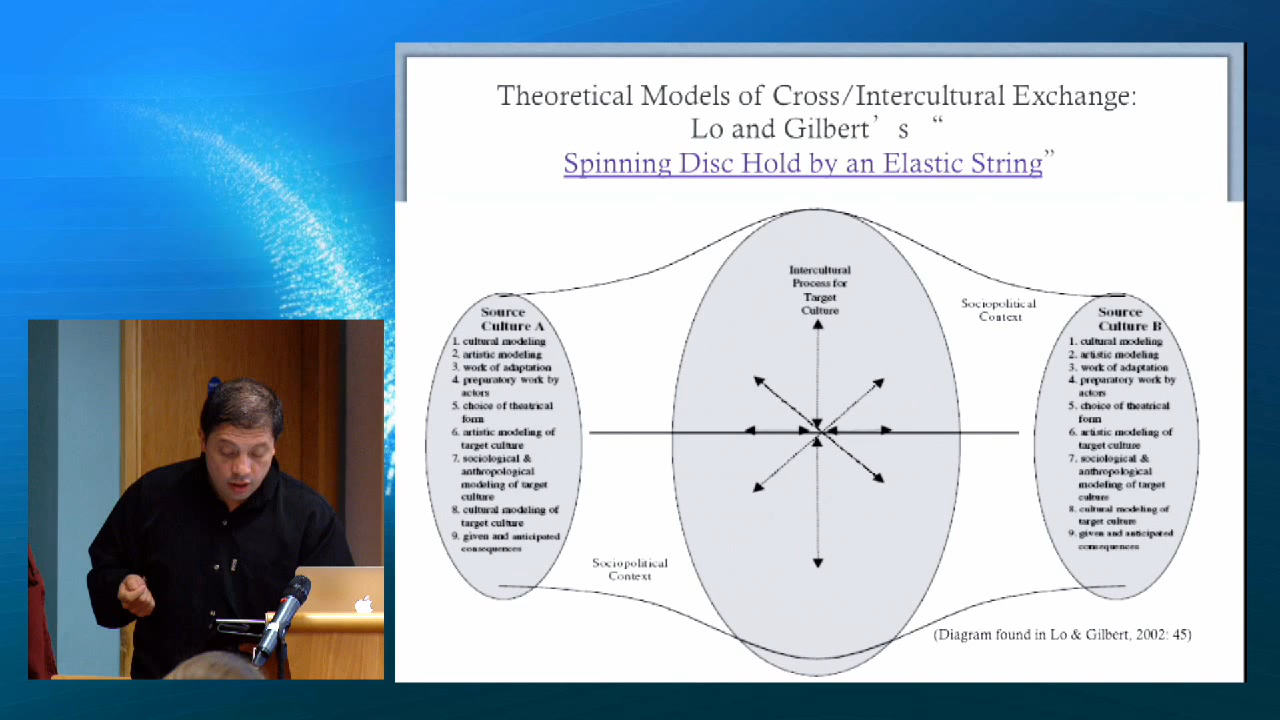 Theoretical Models of Cross/Intercultural Exchange:
Lo and Gilbert’ s “
Spinning Disc Hold by an Elastic String”
Intercultural
Process for
Target
Culture
Sociopolitical
Context
Source
Culture A
1. cultural modeling
2. artistic modeling
3. work of adaptation
4. preparatory work by
actors
5. choice of theatrical
form
6. artistic modeling of
target culture
7. sociological &
anthropological
modeling of target
culture
8. cultural modeling of
target culture
9. given and anticipated
consequences
Source
Culture B
1. cultural modeling
2. artistic modeling
3. work of adaptation
4. preparatory work by
actors
5. choice of theatrical
form
6. artistic modeling of
target culture
7. sociological &
anthropological
modeling of target
culture
8. cultural modeling of
target culture
9. given and anticipated
consequences
Sociopolitical
Context
(Diagram found in Lo & Gilbert, 2002: 45)